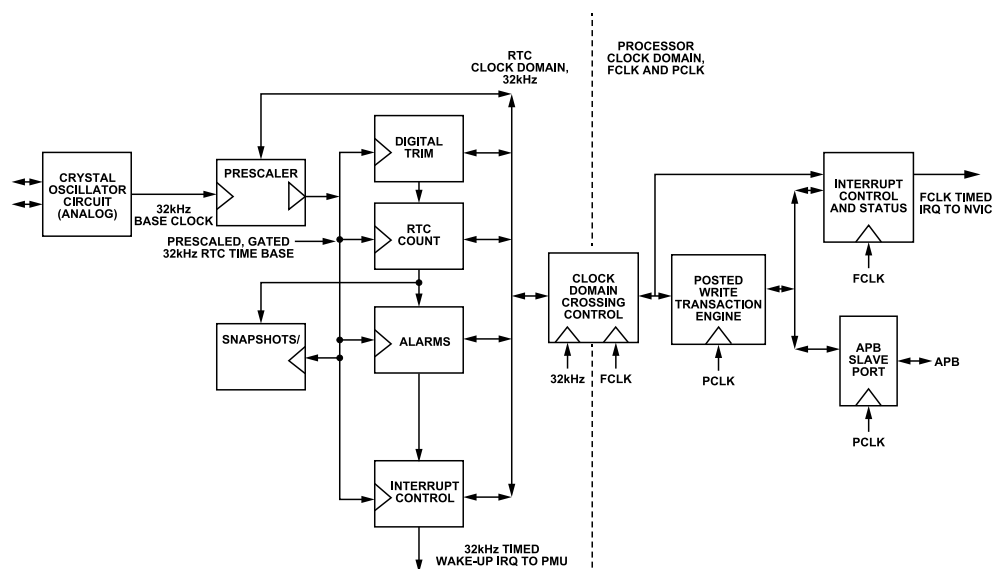 RTC
CLOCK DOMAIN,
32kHz
PROCESSOR
CLOCK DOMAIN,
FCLK AND PCLK
CRYSTAL
OSCILLATOR
CIRCUIT
(ANALOG)
32kHz
BASE CLOCK
PRESCALER
DIGITAL
TRIM
RTC
COUNT
PRESCALED, GATED
32kHz RTC TIME BASE
SNAPSHOTS/
ALARMS
INTERRUPT
CONTROL
32kHz TIMED
WAKE-UP IRQ TO PMU
CLOCK
DOMAIN
CROSSING
CONTROL
32kHz
FCLK
POSTED
WRITE
TRANSACTION
ENGINE
PCLK
INTERRUPT
CONTROL
AND STATUS
FCLK TIMED
IRQ TO NVIC
FCLK
APB
SLAVE
PORT
APB
PCLK